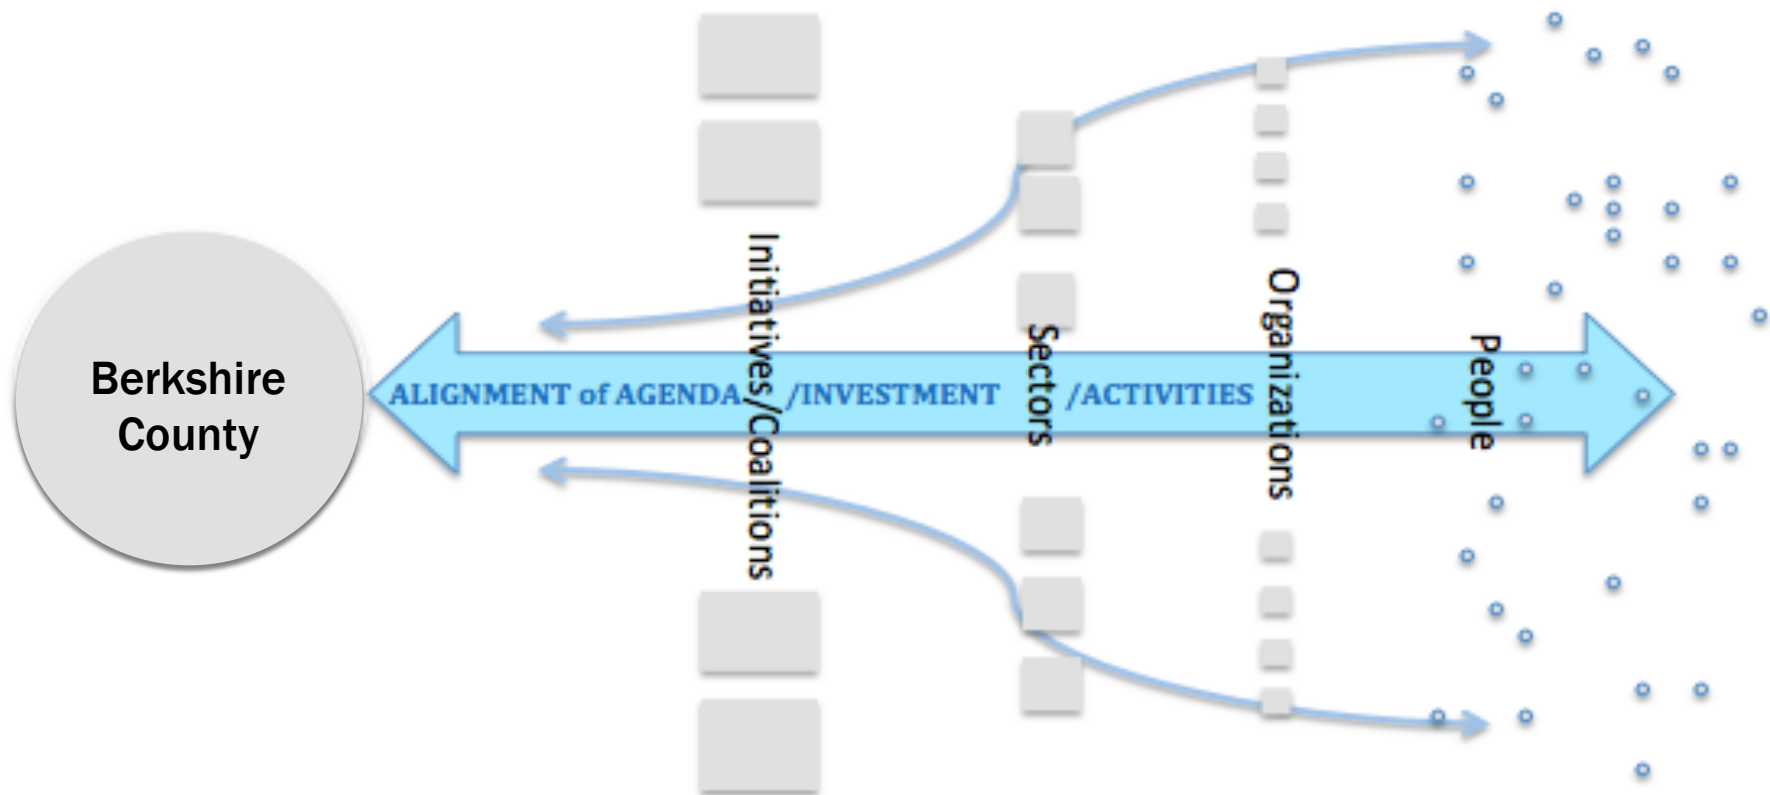 Berkshire
County
ALIGNMENT of AGENDA /INVESTMENT /ACTIVITIES
Initiatives/Coalitions
Sectors
Organizations
People